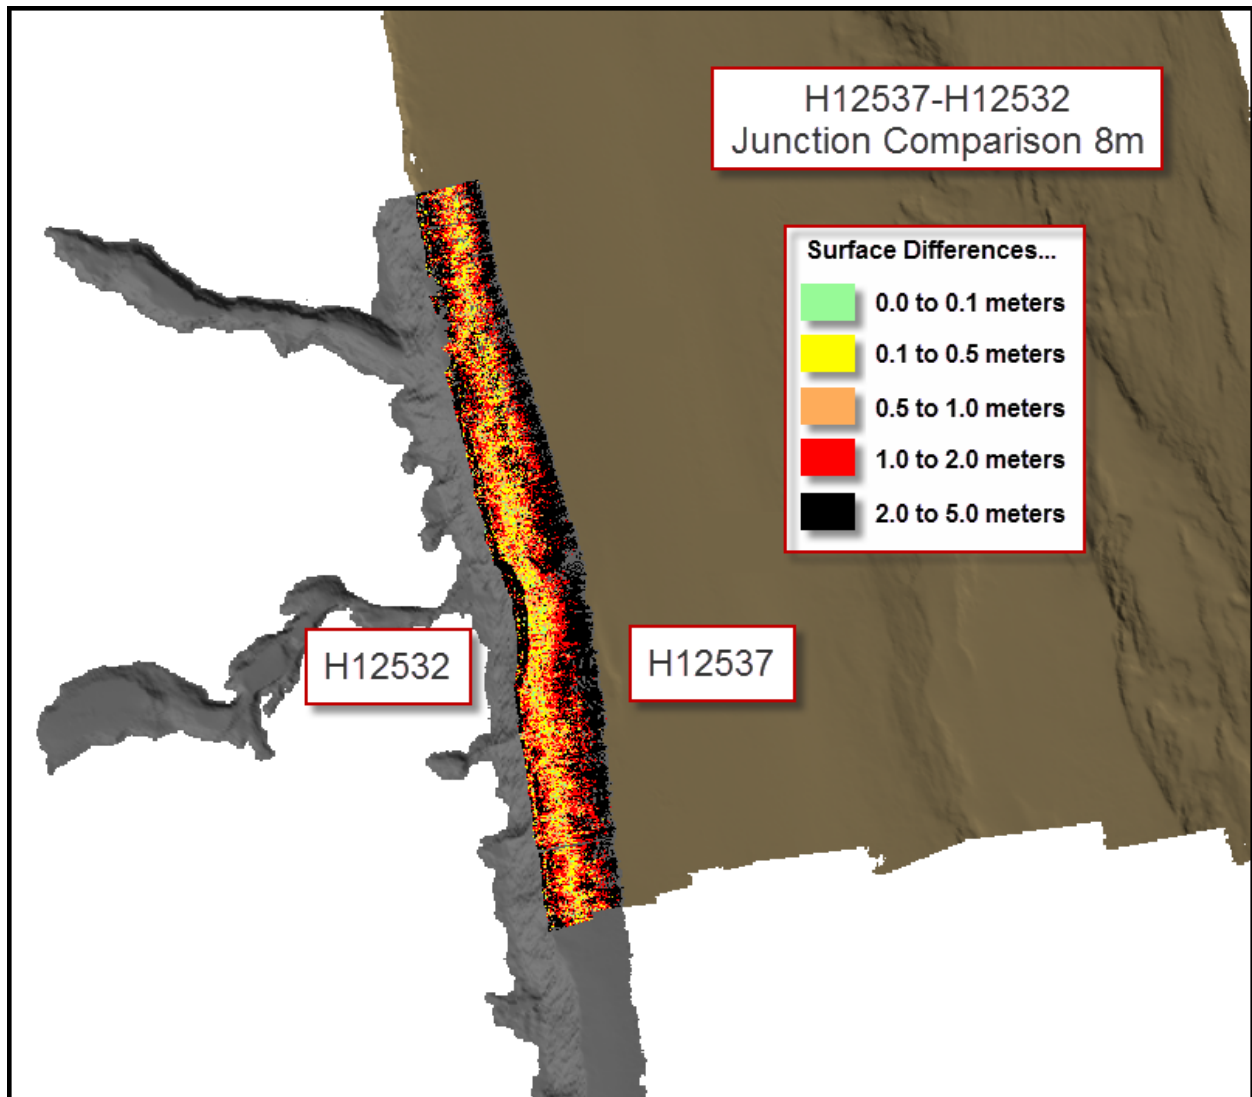 H12537-H12532
Junction Comparison 8m
Surface Differences...
0.0 to 0.1 meters
0.1 to 0.5 meters
0.5 to 1.0 meters
1.0 to 2.0 meters
2.0 to 5.0 meters
H12532
H12537